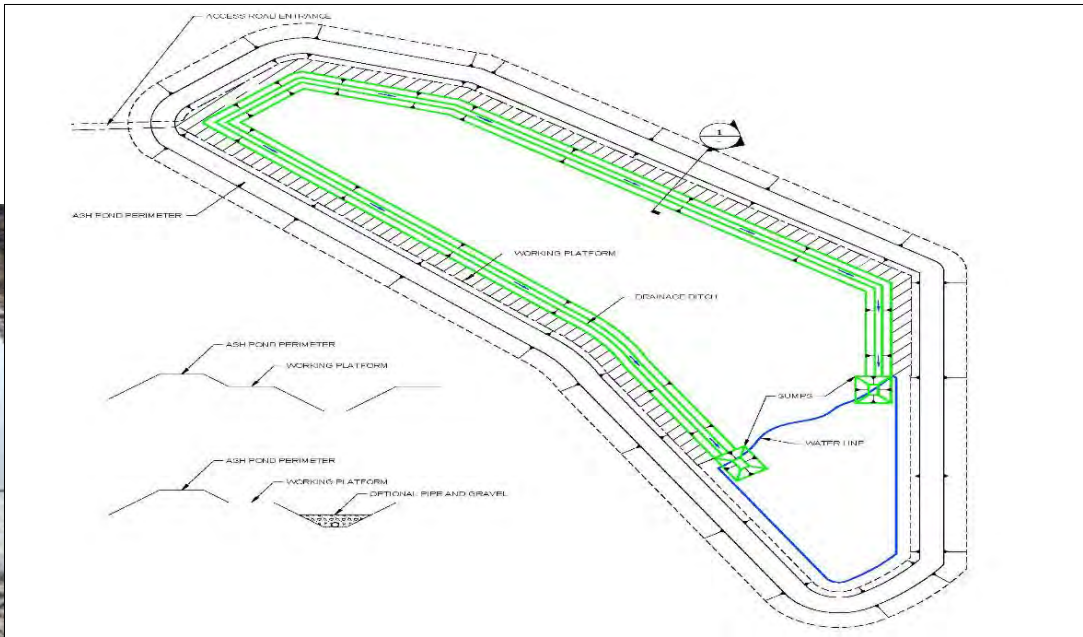 ACCESS ROAD ENTRANCE
1
-
ASH POND PERIMETER
WORKING PLATFORM
DRAINAGE DITCH
ASH POND PERIMETER
WORKING PLATFORM
SUMPS
WATER LINE
ASH POND PERIMETER
WORKING PLATFORM
OPTIONAL PIPE AND GRAVEL